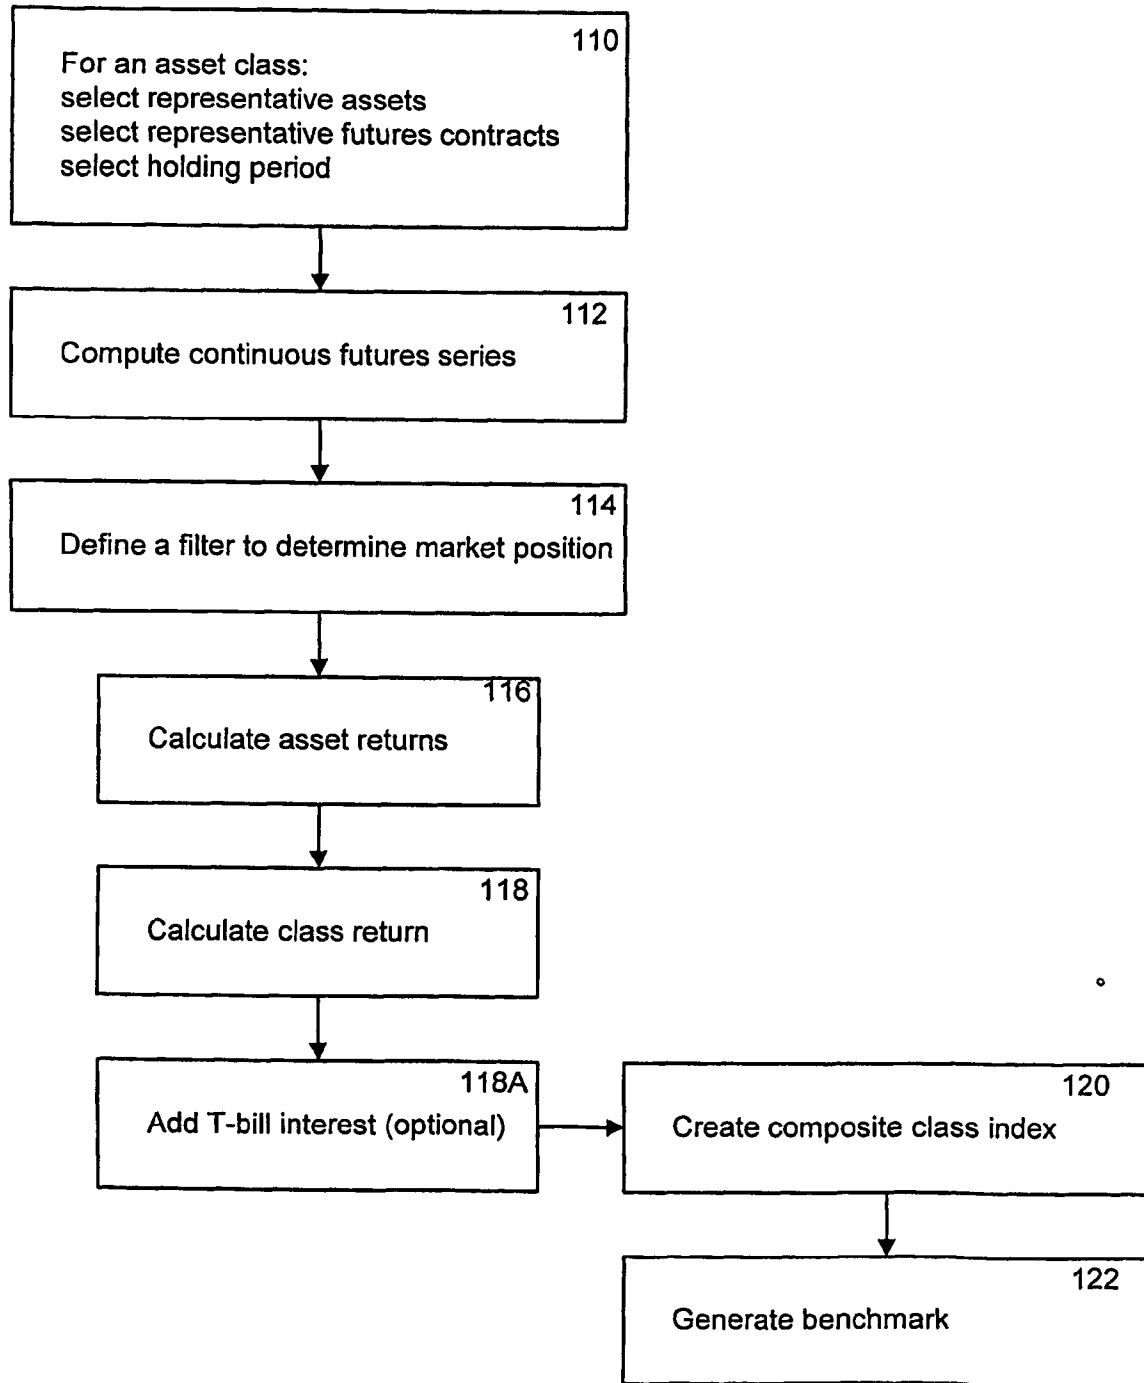 110
For an asset class:
select representative assets
select representative futures contracts
select holding period
112
Compute continuous futures series
114
Define a filter to determine market position
116
Calculate asset returns
118
Calculate class return
118A
Add T-bill interest (optional)
120
Create composite class index
122
Generate benchmark